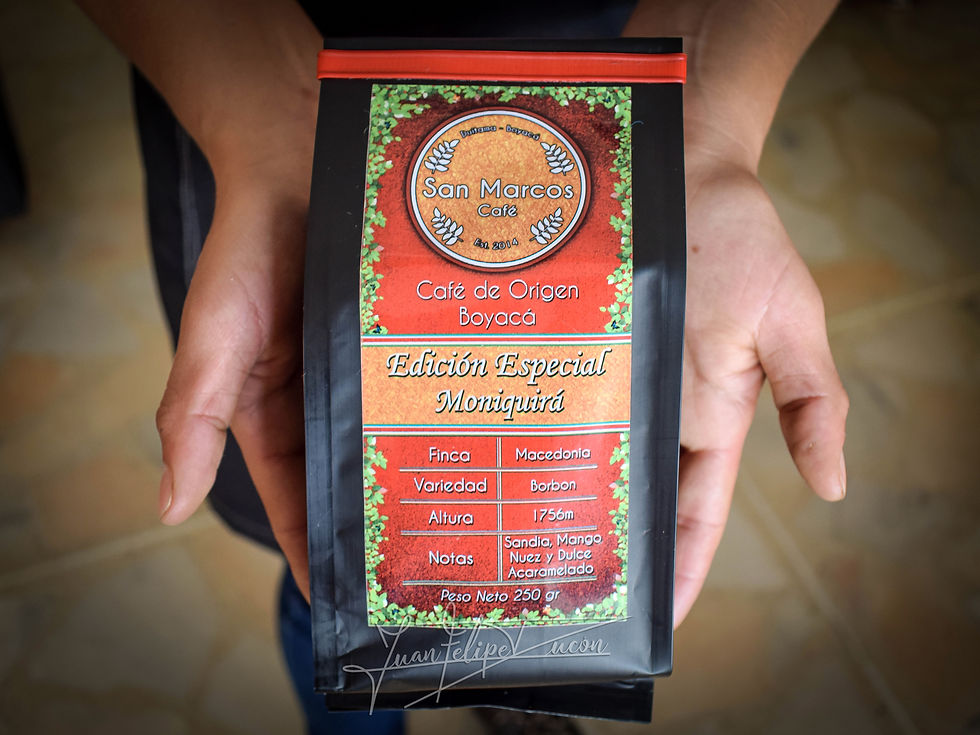 Duitama - Boyacá
San Marcos
Café
Est. 2014
Café de Origen
Boyacá
Edición Especial
Moniquirá
Finca Macedonia
Variedad Borbon
Altura 1756m
Notas Sandia, Mango
Nuez y Dulce
Acaramelado
Peso Neto 250 gr
Juan Felipe Pucón